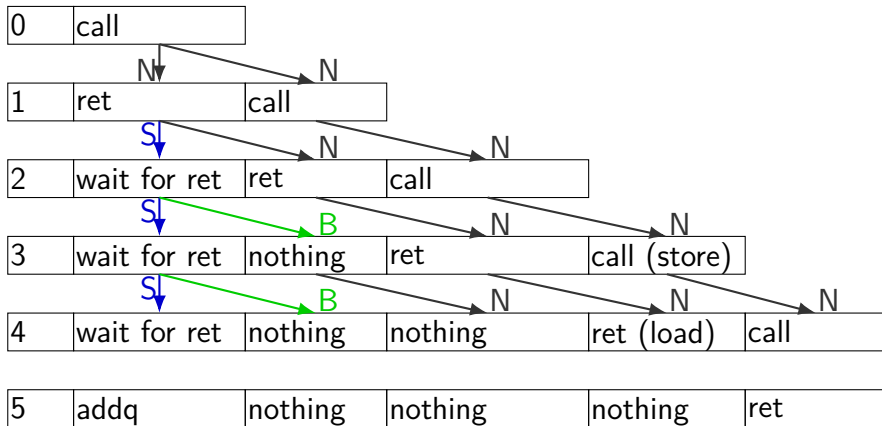 0 call
N N
1 ret call
S N N
2 wait for ret ret call
S B N N
3 wait for ret nothing ret call (store)
S B N N N
4 wait for ret nothing nothing ret (load) call
5 addq nothing nothing nothing ret